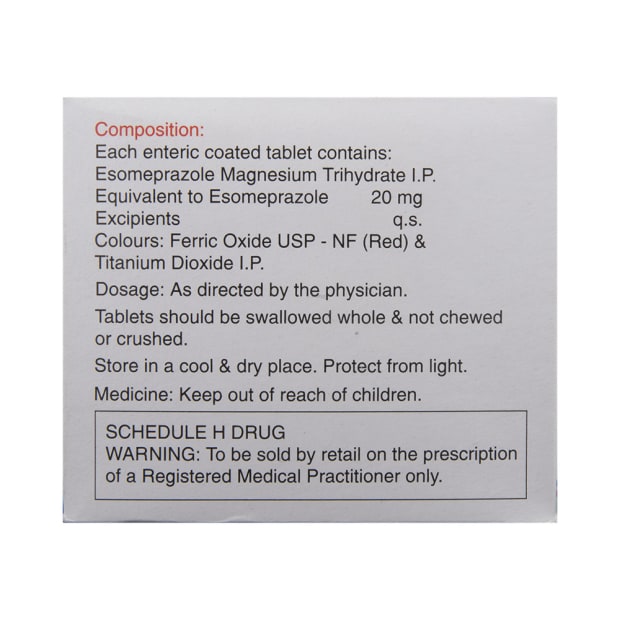 Composition:
Each enteric coated tablet contains:
Esomeprazole Magnesium Trihydrate I.P.
Equivalent to Esomeprazole 20 mg
Excipients q.s.
Colours: Ferric Oxide USP - NF (Red) &
Titanium Dioxide I.P.
Dosage: As directed by the physician.
Tablets should be swallowed whole & not chewed
or crushed.
Store in a cool & dry place. Protect from light.
Medicine: Keep out of reach of children.
SCHEDULE H DRUG
WARNING: To be sold by retail on the prescription
of a Registered Medical Practitioner only.